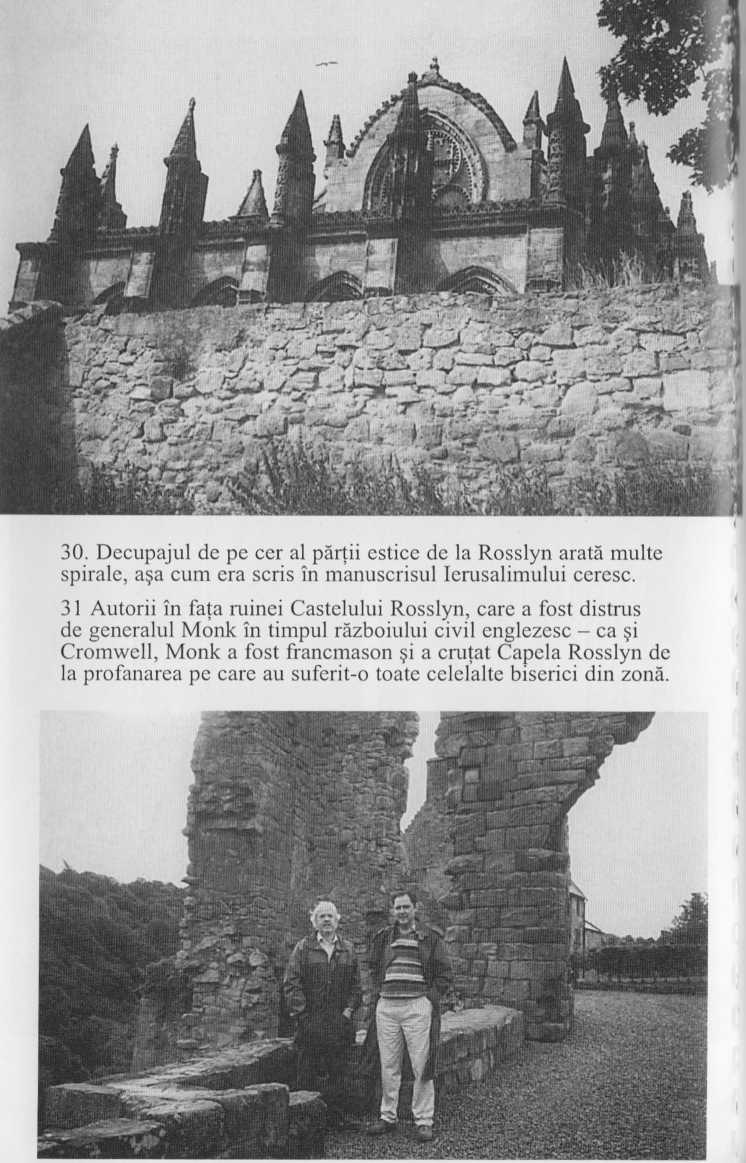 30. Decupajul de pe cer al părții estice de la Rosslyn arată multe
spirale, așa cum era scris în manuscrisul Ierusalimului ceresc.
31 Autorii în fața ruinei Castelului Rosslyn, care a fost distrus
de generalul Monk în timpul războiului civil englezesc – ca și
Cromwell, Monk a fost francmason și a cruțat Capela Rosslyn de
la profanarea pe care au suferit-o toate celelalte biserici din zonă.